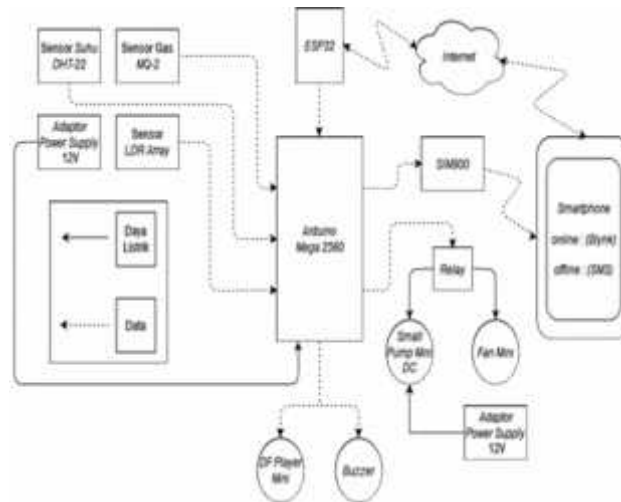 Sensor Suhu
DHT-22
Sensor Gas
MQ-2
ESP32
Internet
Adaptor
Power Supply
12V
Sensor
LDR Array
Arduino
Mega 2560
SIM900
Smartphone
online : (Blynk)
offline : (SMS)
Daya
Listrik
Data
Relay
Small
Pump Mini
DC
Fan Mini
Adaptor
Power Supply
12V
DF Player
Mini
Buzzer